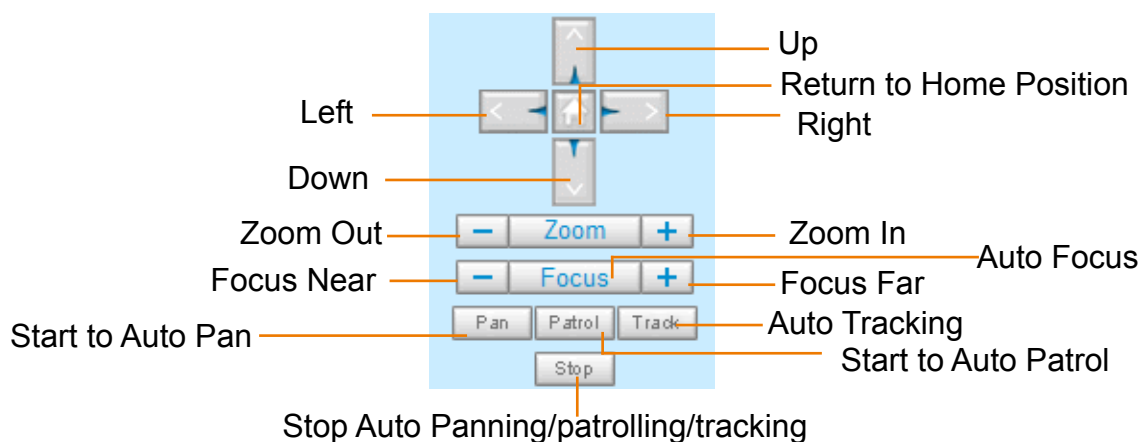 Up
Return to Home Position
Left
Right
Down
Zoom Out
− Zoom +
Zoom In
Auto Focus
Focus Near
− Focus +
Focus Far
Start to Auto Pan
Pan Patrol Track
Auto Tracking
Start to Auto Patrol
Stop
Stop Auto Panning/patrolling/tracking